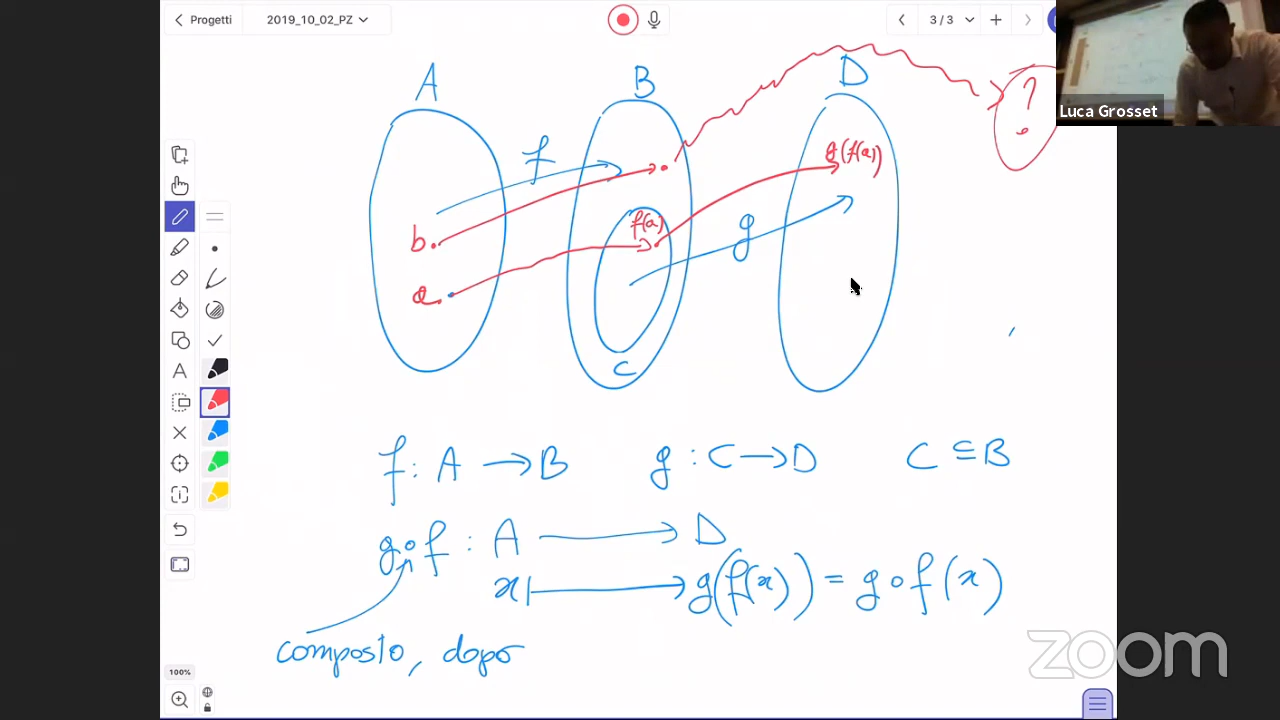 Progetti 2019_10_02_PZ 3 / 3
Luca Grosset
A B D
?
f
g(f(a))
b
f(a)
g
a
C
A
f : A → B g : C → D C ⊆ B
g∘f : A → D
x ↦ g(f(x)) = g∘f(x)
composto, dopo
100%
zoom